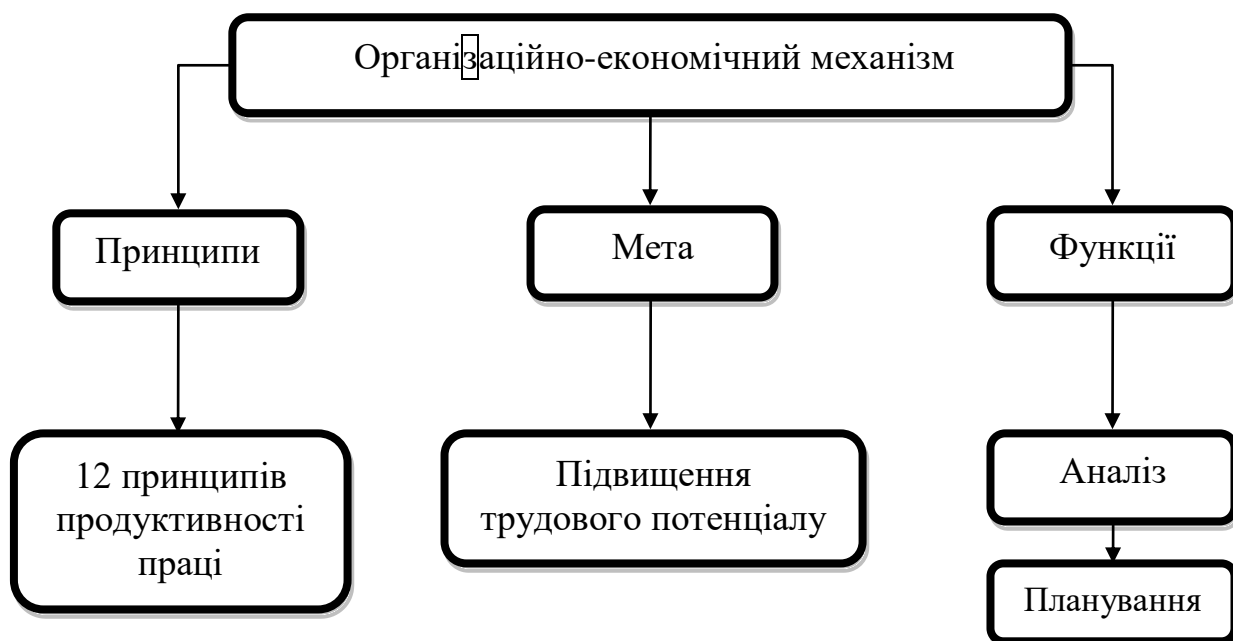 Організаційно-економічний механізм
Принципи
Мета
Функції
12 принципів
продуктивності
праці
Підвищення
трудового потенціалу
Аналіз
Планування